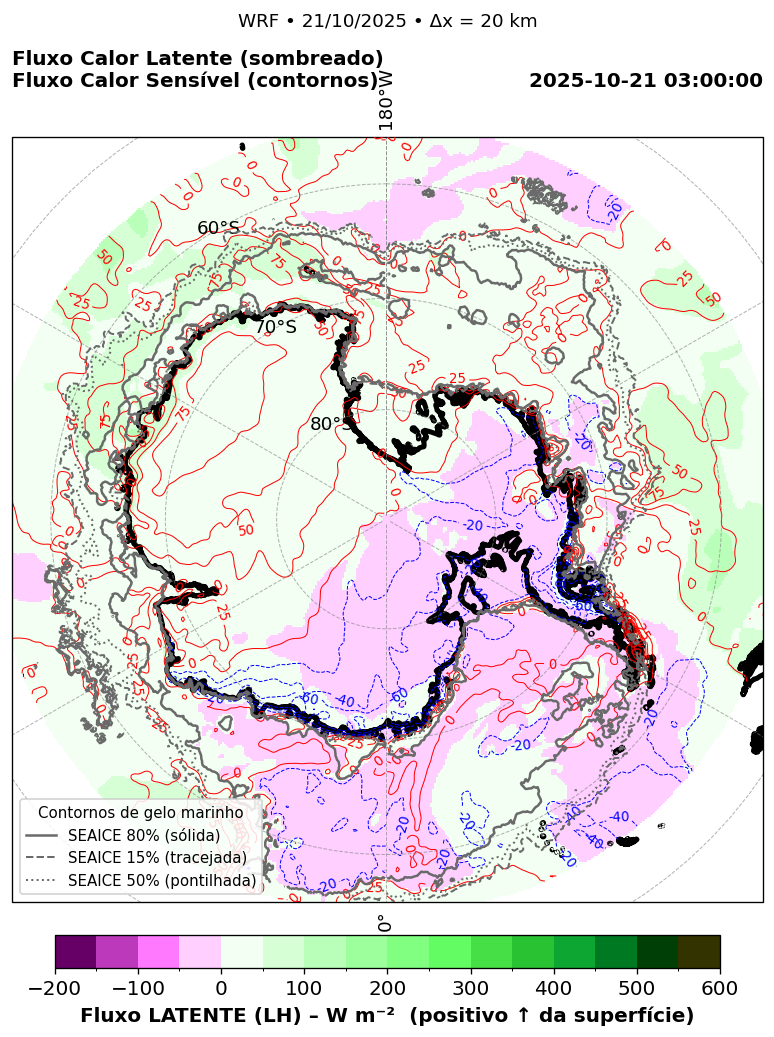 WRF • 21/10/2025 • Δx = 20 km
Fluxo Calor Latente (sombreado)
Fluxo Calor Sensível (contornos)
2025-10-21 03:00:00
180°W
60°S
70°S
80°S
0°
Contornos de gelo marinho
SEAICE 80% (sólida)
SEAICE 15% (tracejada)
SEAICE 50% (pontilhada)
−200 −100 0 100 200 300 400 500 600
Fluxo LATENTE (LH) – W m⁻² (positivo ↑ da superfície)